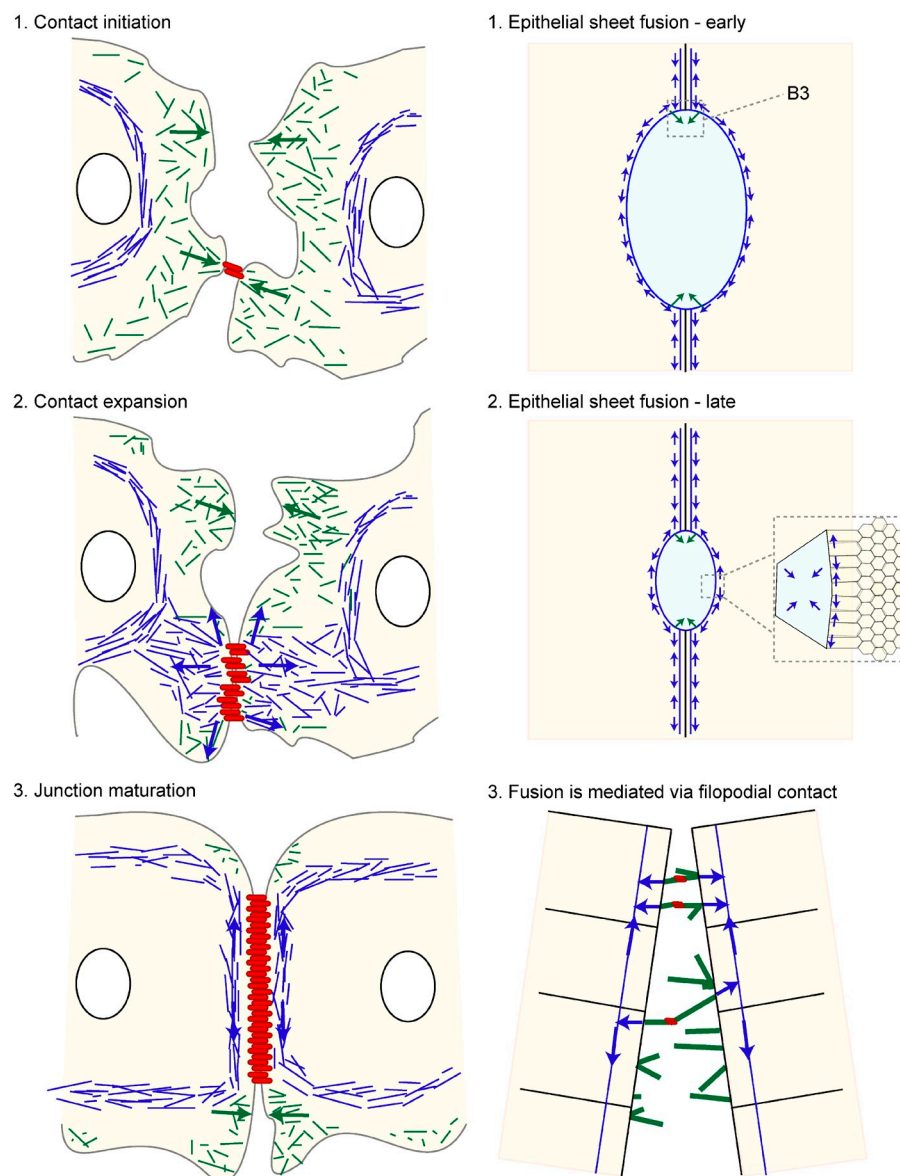 1. Contact initiation
1. Epithelial sheet fusion - early
B3
2. Contact expansion
2. Epithelial sheet fusion - late
3. Junction maturation
3. Fusion is mediated via filopodial contact